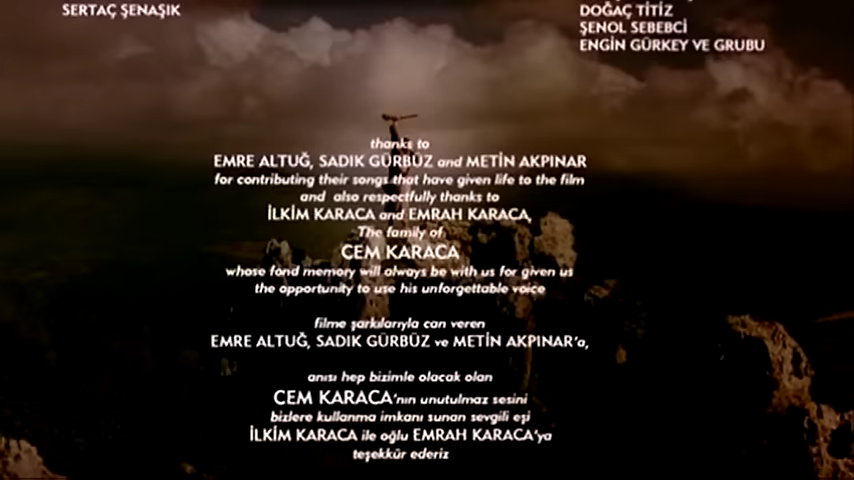 SERTAÇ ŞENAŞIK
DOĞAÇ TİTİZ
ŞENOL SEBEBCİ
ENGİN GÜRKEY VE GRUBU
thanks to
EMRE ALTUĞ, SADIK GÜRBÜZ and METİN AKPINAR
for contributing their songs that have given life to the film
and also respectfully thanks to
İLKİM KARACA and EMRAH KARACA,
The family of
CEM KARACA
whose fond memory will always be with us for given us
the opportunity to use his unforgettable voice
filme şarkılarıyla can veren
EMRE ALTUĞ, SADIK GÜRBÜZ ve METİN AKPINAR'a,
anısı hep bizimle olacak olan
CEM KARACA'nın unutulmaz sesini
bizlere kullanma imkanı sunan sevgili eşi
İLKİM KARACA ile oğlu EMRAH KARACA'ya
teşekkür ederiz